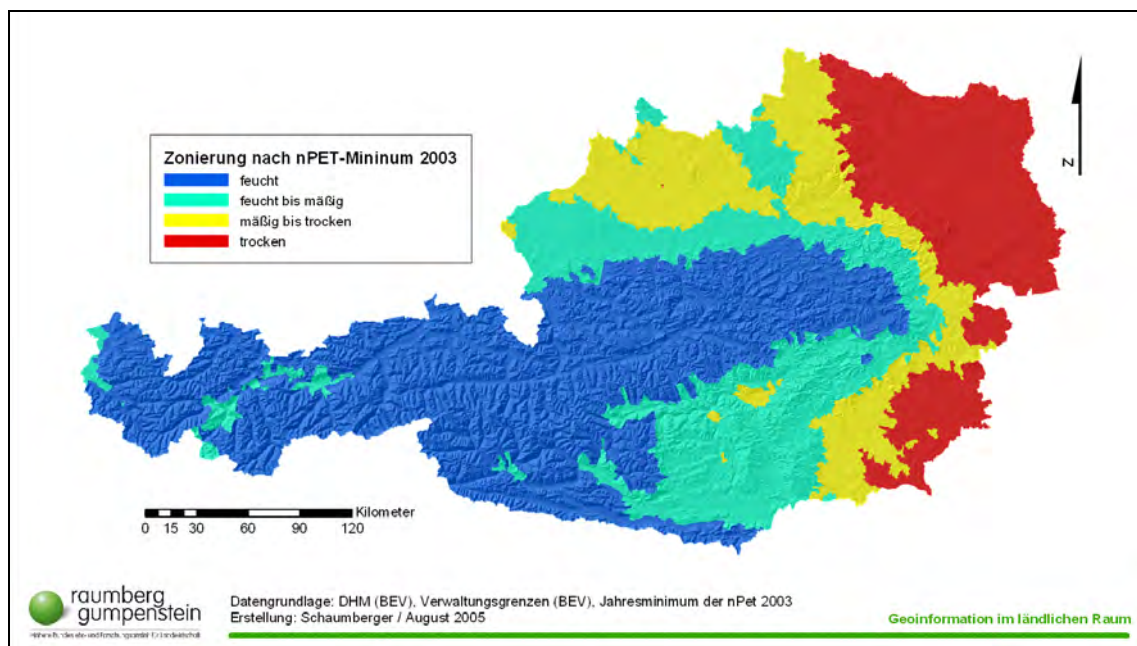 Zonierung nach nPET-Mininum 2003
feucht
feucht bis mäßig
mäßig bis trocken
trocken
N
Kilometer
0 15 30 60 90 120
raumberg
gumpenstein
Datengrundlage: DHM (BEV), Verwaltungsgrenzen (BEV), Jahresminimum der nPet 2003
Erstellung: Schaumberger / August 2005
Geoinformation im ländlichen Raum